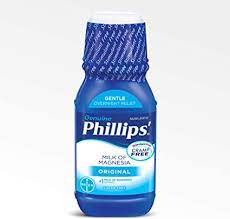 GENTLE
OVERNIGHT RELIEF
Genuine
Phillips'
CRAMP
FREE
MILK OF
MAGNESIA
ORIGINAL